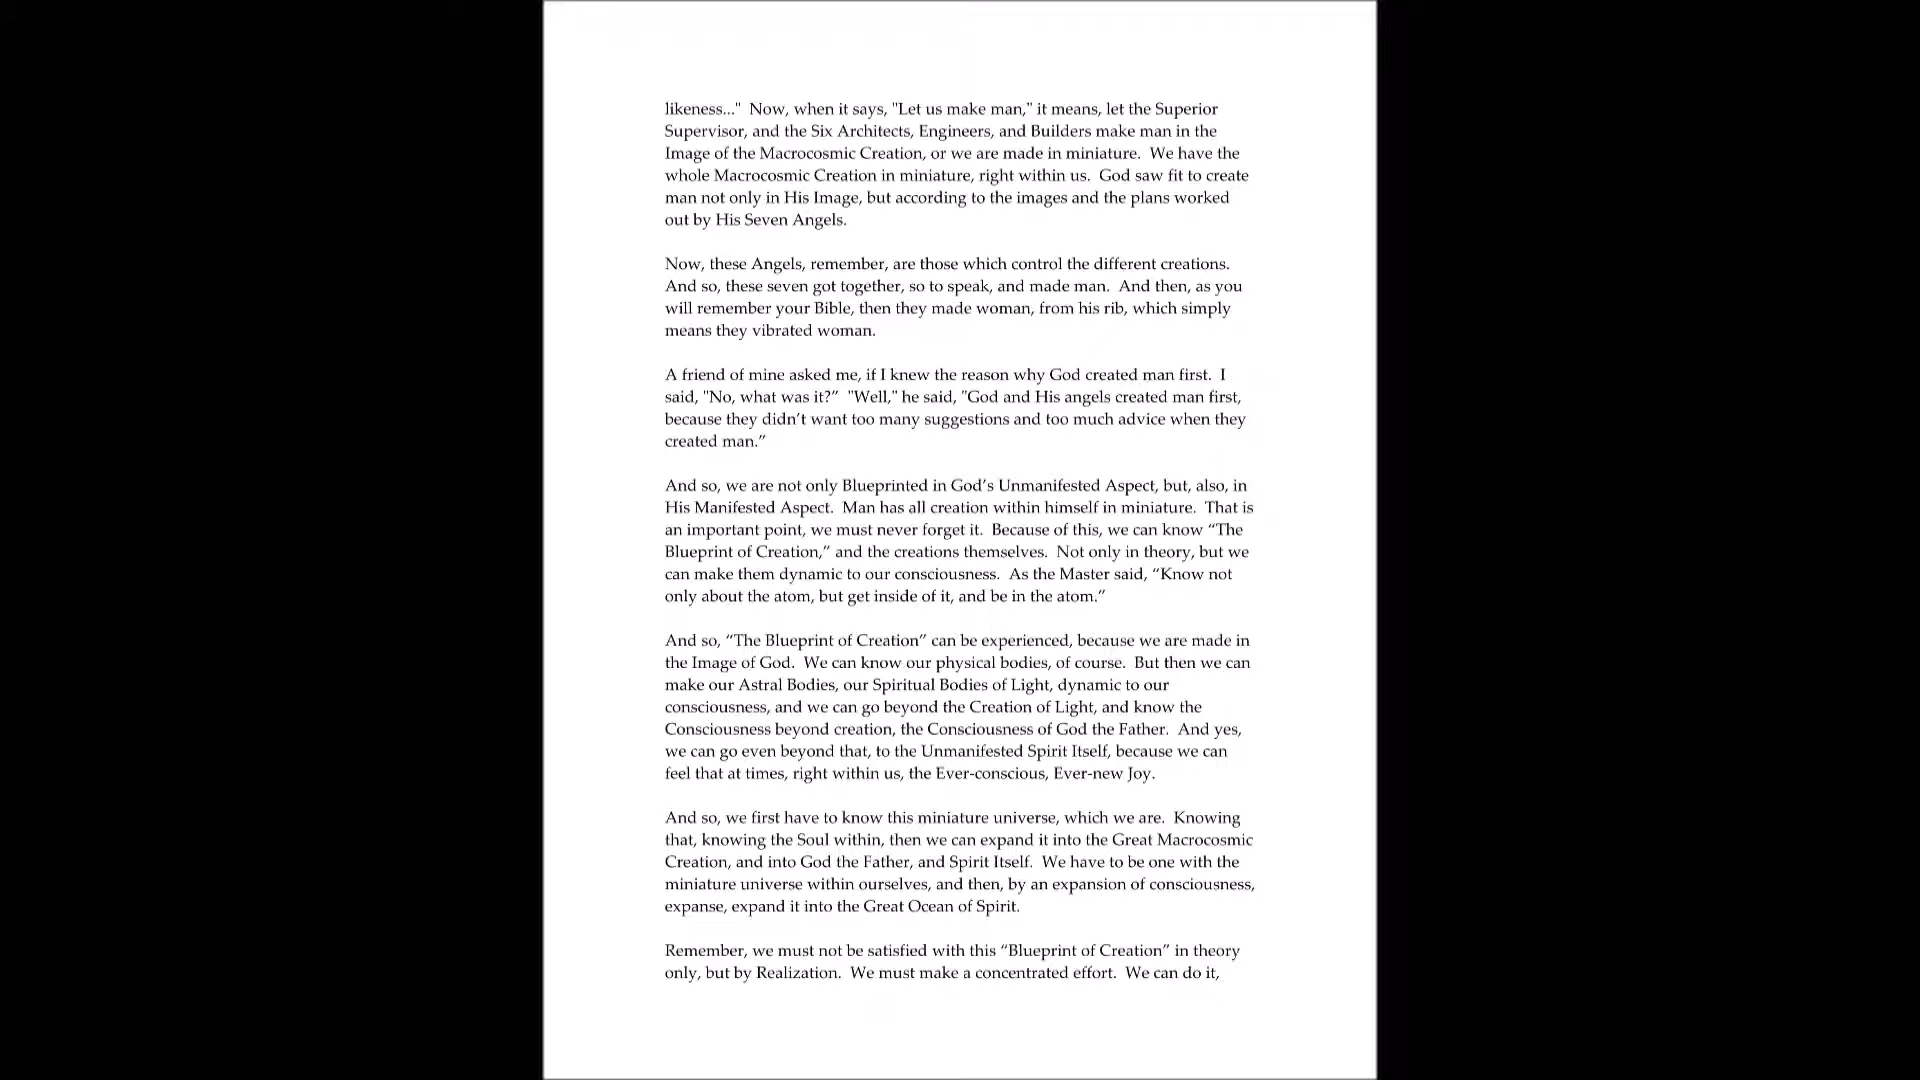 likeness..."  Now, when it says, "Let us make man," it means, let the Superior
Supervisor, and the Six Architects, Engineers, and Builders make man in the
Image of the Macrocosmic Creation, or we are made in miniature.  We have the
whole Macrocosmic Creation in miniature, right within us.  God saw fit to create
man not only in His Image, but according to the images and the plans worked
out by His Seven Angels.
Now, these Angels, remember, are those which control the different creations.
And so, these seven got together, so to speak, and made man.  And then, as you
will remember your Bible, then they made woman, from his rib, which simply
means they vibrated woman.
A friend of mine asked me, if I knew the reason why God created man first.  I
said, "No, what was it?”  "Well," he said, "God and His angels created man first,
because they didn’t want too many suggestions and too much advice when they
created man.”
And so, we are not only Blueprinted in God’s Unmanifested Aspect, but, also, in
His Manifested Aspect.  Man has all creation within himself in miniature.  That is
an important point, we must never forget it.  Because of this, we can know “The
Blueprint of Creation,” and the creations themselves.  Not only in theory, but we
can make them dynamic to our consciousness.  As the Master said, “Know not
only about the atom, but get inside of it, and be in the atom.”
And so, “The Blueprint of Creation” can be experienced, because we are made in
the Image of God.  We can know our physical bodies, of course.  But then we can
make our Astral Bodies, our Spiritual Bodies of Light, dynamic to our
consciousness, and we can go beyond the Creation of Light, and know the
Consciousness beyond creation, the Consciousness of God the Father.  And yes,
we can go even beyond that, to the Unmanifested Spirit Itself, because we can
feel that at times, right within us, the Ever-conscious, Ever-new Joy.
And so, we first have to know this miniature universe, which we are.  Knowing
that, knowing the Soul within, then we can expand it into the Great Macrocosmic
Creation, and into God the Father, and Spirit Itself.  We have to be one with the
miniature universe within ourselves, and then, by an expansion of consciousness,
expanse, expand it into the Great Ocean of Spirit.
Remember, we must not be satisfied with this “Blueprint of Creation” in theory
only, but by Realization.  We must make a concentrated effort.  We can do it,